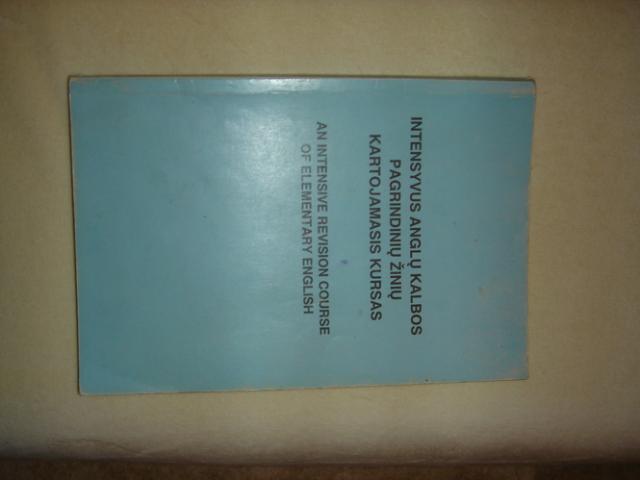 INTENSYVUS ANGLŲ KALBOS
PAGRINDINIŲ ŽINIŲ
KARTOJAMASIS KURSAS
AN INTENSIVE REVISION COURSE
OF ELEMENTARY ENGLISH